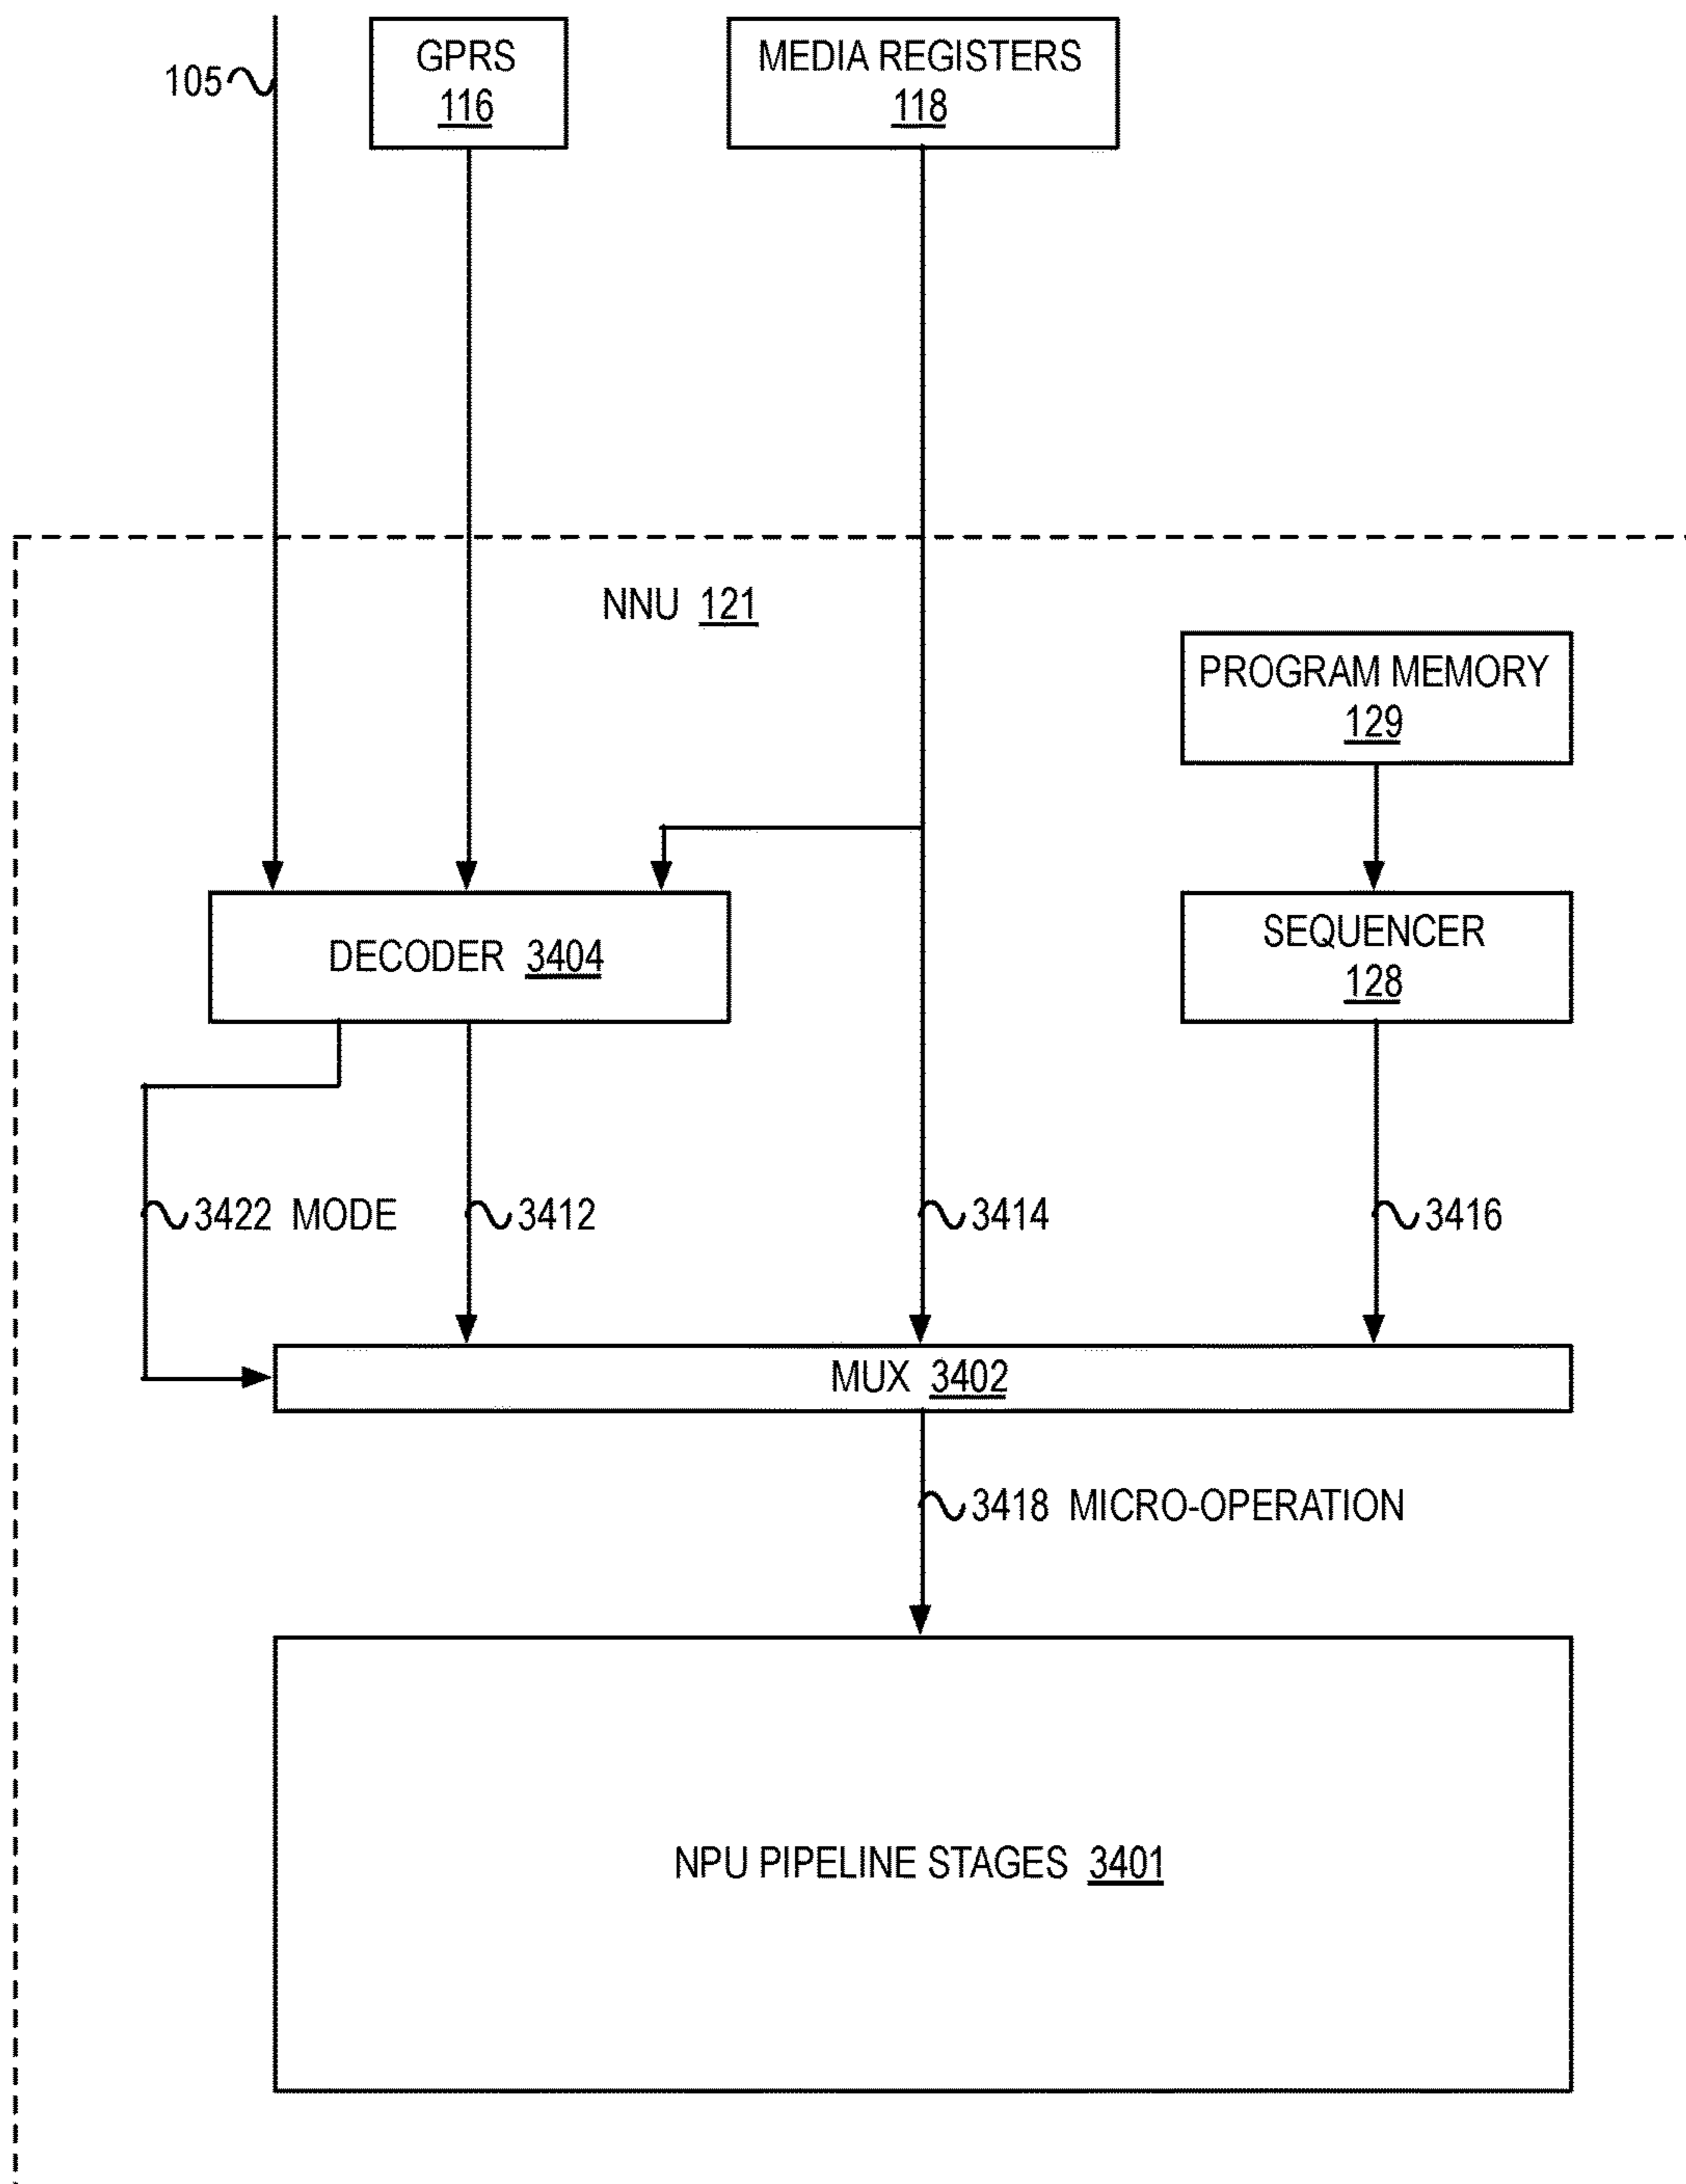 105
GPRS
116
MEDIA REGISTERS
118
NNU 121
PROGRAM MEMORY
129
DECODER 3404
SEQUENCER
128
3422 MODE
3412
3414
3416
MUX 3402
3418 MICRO-OPERATION
NPU PIPELINE STAGES 3401